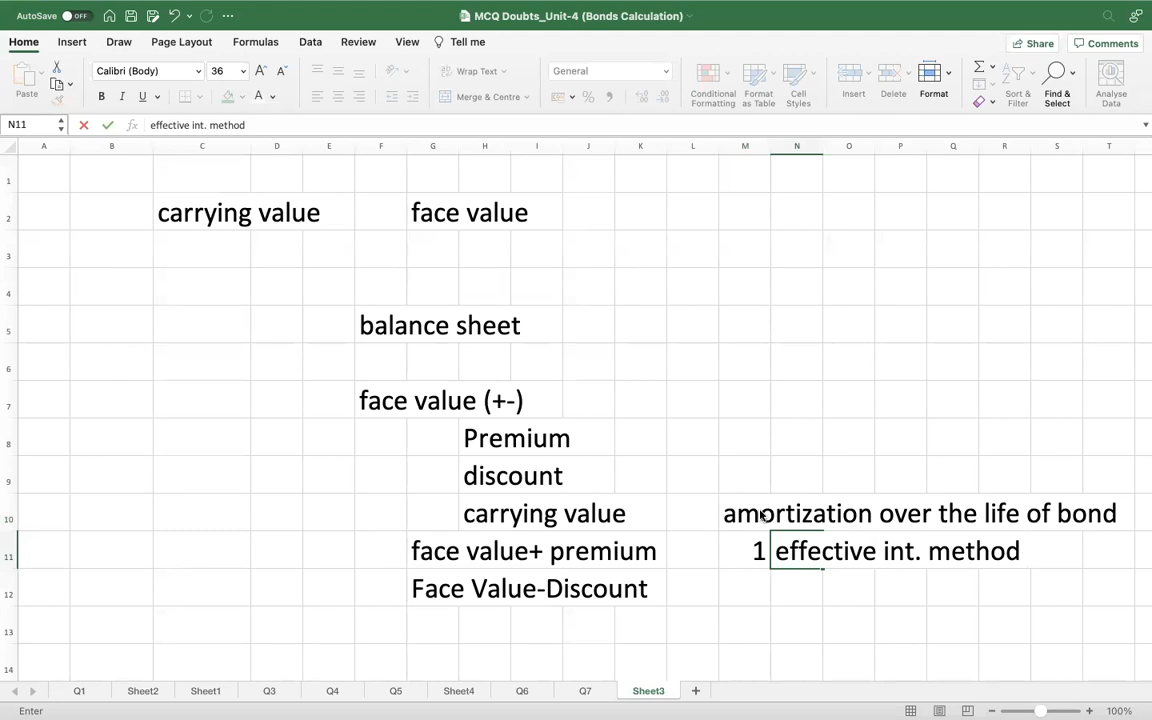 AutoSave OFF
MCQ Doubts_Unit-4 (Bonds Calculation)
Home Insert Draw Page Layout Formulas Data Review View Tell me
Share Comments
Paste
Calibri (Body) 36
Wrap Text
Merge & Centre
General
Conditional Formatting
Format as Table
Cell Styles
Insert
Delete
Format
Sort & Filter
Find & Select
Analyse Data
N11 fx effective int. method
A B C D E F G H I J K L M N O P Q R S T
1
2 carrying value face value
3
4
5 balance sheet
6
7 face value (+-)
8 Premium
9 discount
10 carrying value amortization over the life of bond
11 face value+ premium 1 effective int. method
12 Face Value-Discount
13
14
Q1 Sheet2 Sheet1 Q3 Q4 Q5 Sheet4 Q6 Q7 Sheet3
Enter 100%